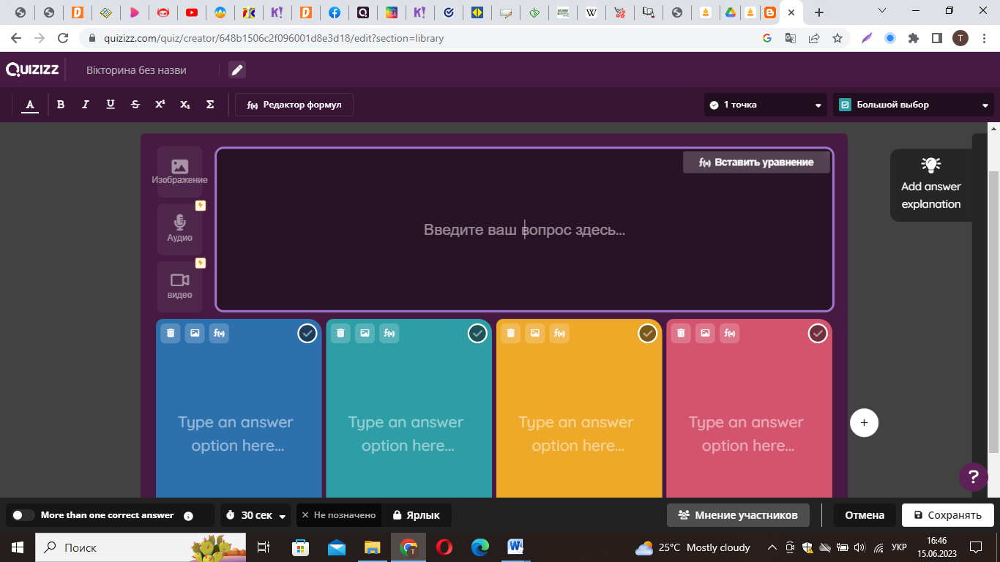 quizizz.com/quiz/creator/648b1506c2f096001d8e3d18/edit?section=library
T
QUIZIZZ
Вікторина без назви
A B I U S X¹ X₁ Σ
f(x) Редактор формул
1 точка
Большой выбор
Изображение
Аудио
видео
f(x) Вставить уравнение
Введите ваш вопрос здесь...
Add answer
explanation
f(x)
f(x)
f(x)
f(x)
Type an answer
option here...
Type an answer
option here...
Type an answer
option here...
Type an answer
option here...
+
?
More than one correct answer
30 сек
Не позначено
Ярлык
Мнение участников
Отмена
Сохранять
Поиск
25°C Mostly cloudy
УКР
16:46
15.06.2023